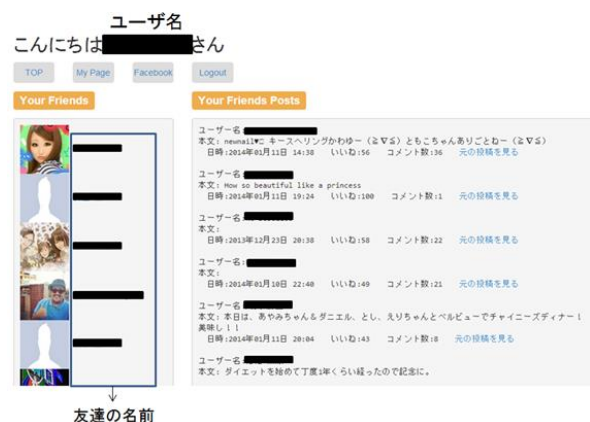 ユーザ名
こんにちは さん
TOP My Page Facebook Logout
Your Friends
Your Friends Posts
ユーザー名:
本文: newnail♥□ キースヘリングかわゆー（≧∇≦）ともこちゃんありごとねー（≧∇≦）
日時:2014年01月11日 14:38 いいね:56 コメント数:36 元の投稿を見る
ユーザー名:
本文: How so beautiful like a princess
日時:2014年01月11日 19:24 いいね:100 コメント数:1 元の投稿を見る
ユーザー名:
本文:
日時:2013年12月23日 20:38 いいね:58 コメント数:22 元の投稿を見る
ユーザー名:
本文:
日時:2014年01月10日 22:40 いいね:49 コメント数:21 元の投稿を見る
ユーザー名:
本文: 本日は、あやみちゃん&ダニエル、とし、えりちゃんとベルビューでチャイニーズディナー！
美味し！！
日時:2014年01月11日 20:04 いいね:43 コメント数:8 元の投稿を見る
ユーザー名:
本文: ダイエットを始めて丁度1年くらい経ったので記念に。
友達の名前